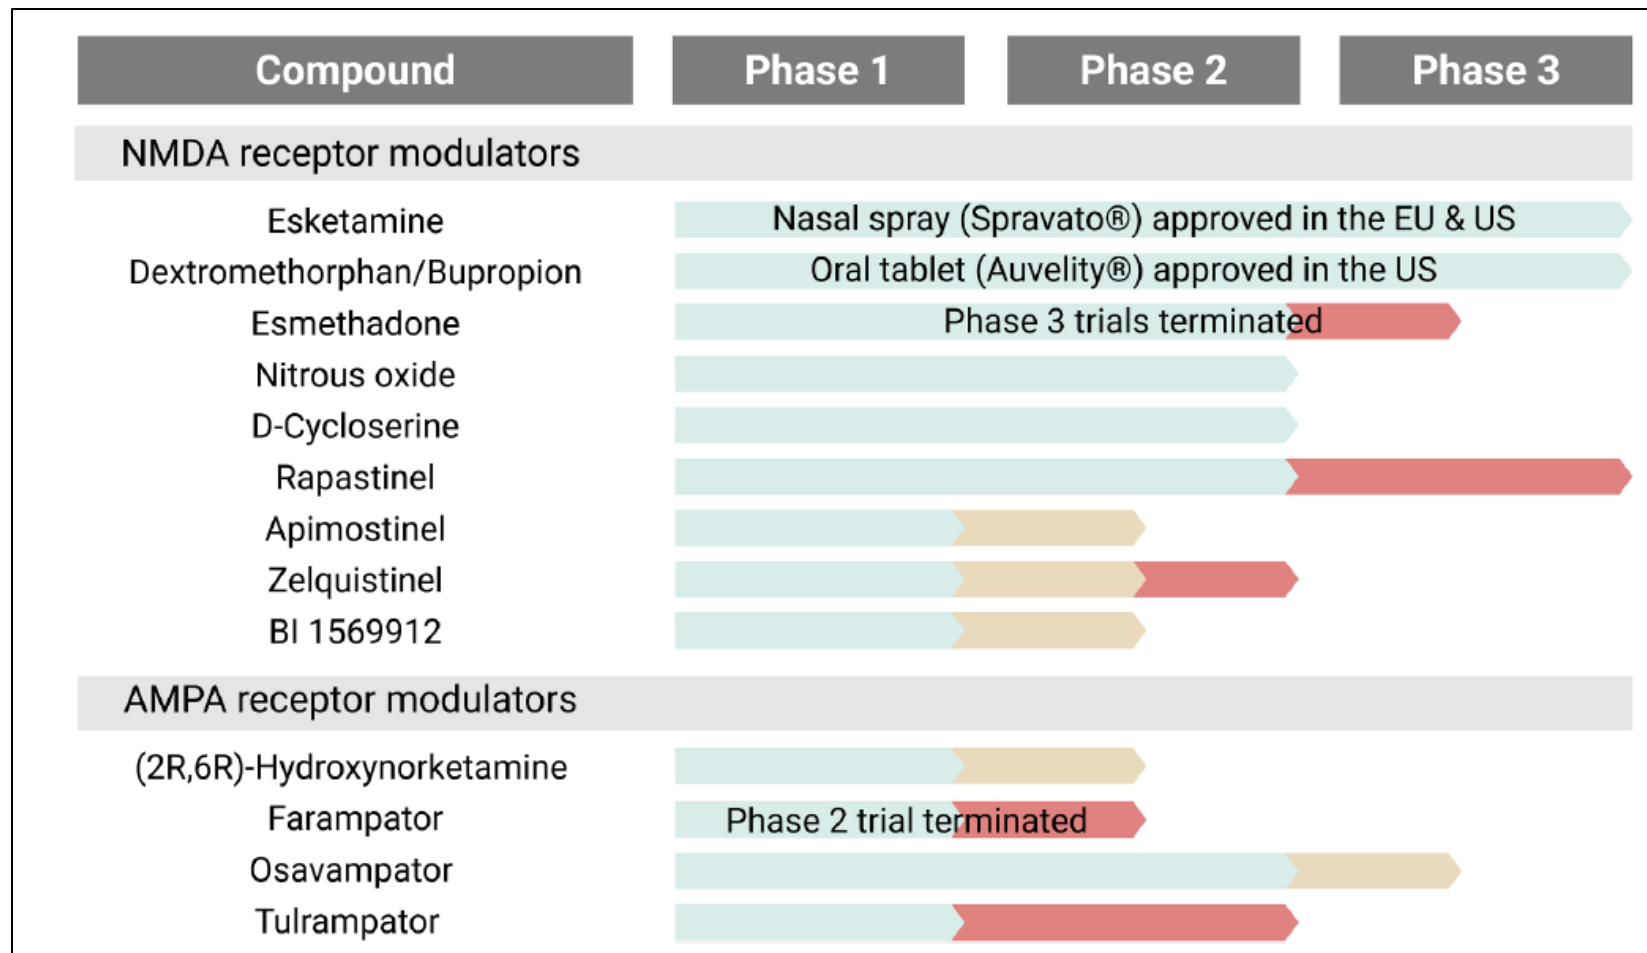 Compound Phase 1 Phase 2 Phase 3
NMDA receptor modulators
Esketamine Nasal spray (Spravato®) approved in the EU & US
Dextromethorphan/Bupropion Oral tablet (Auvelity®) approved in the US
Esmethadone Phase 3 trials terminated
Nitrous oxide
D-Cycloserine
Rapastinel
Apimostinel
Zelquistinel
BI 1569912
AMPA receptor modulators
(2R,6R)-Hydroxynorketamine
Farampator Phase 2 trial terminated
Osavampator
Tulrampator